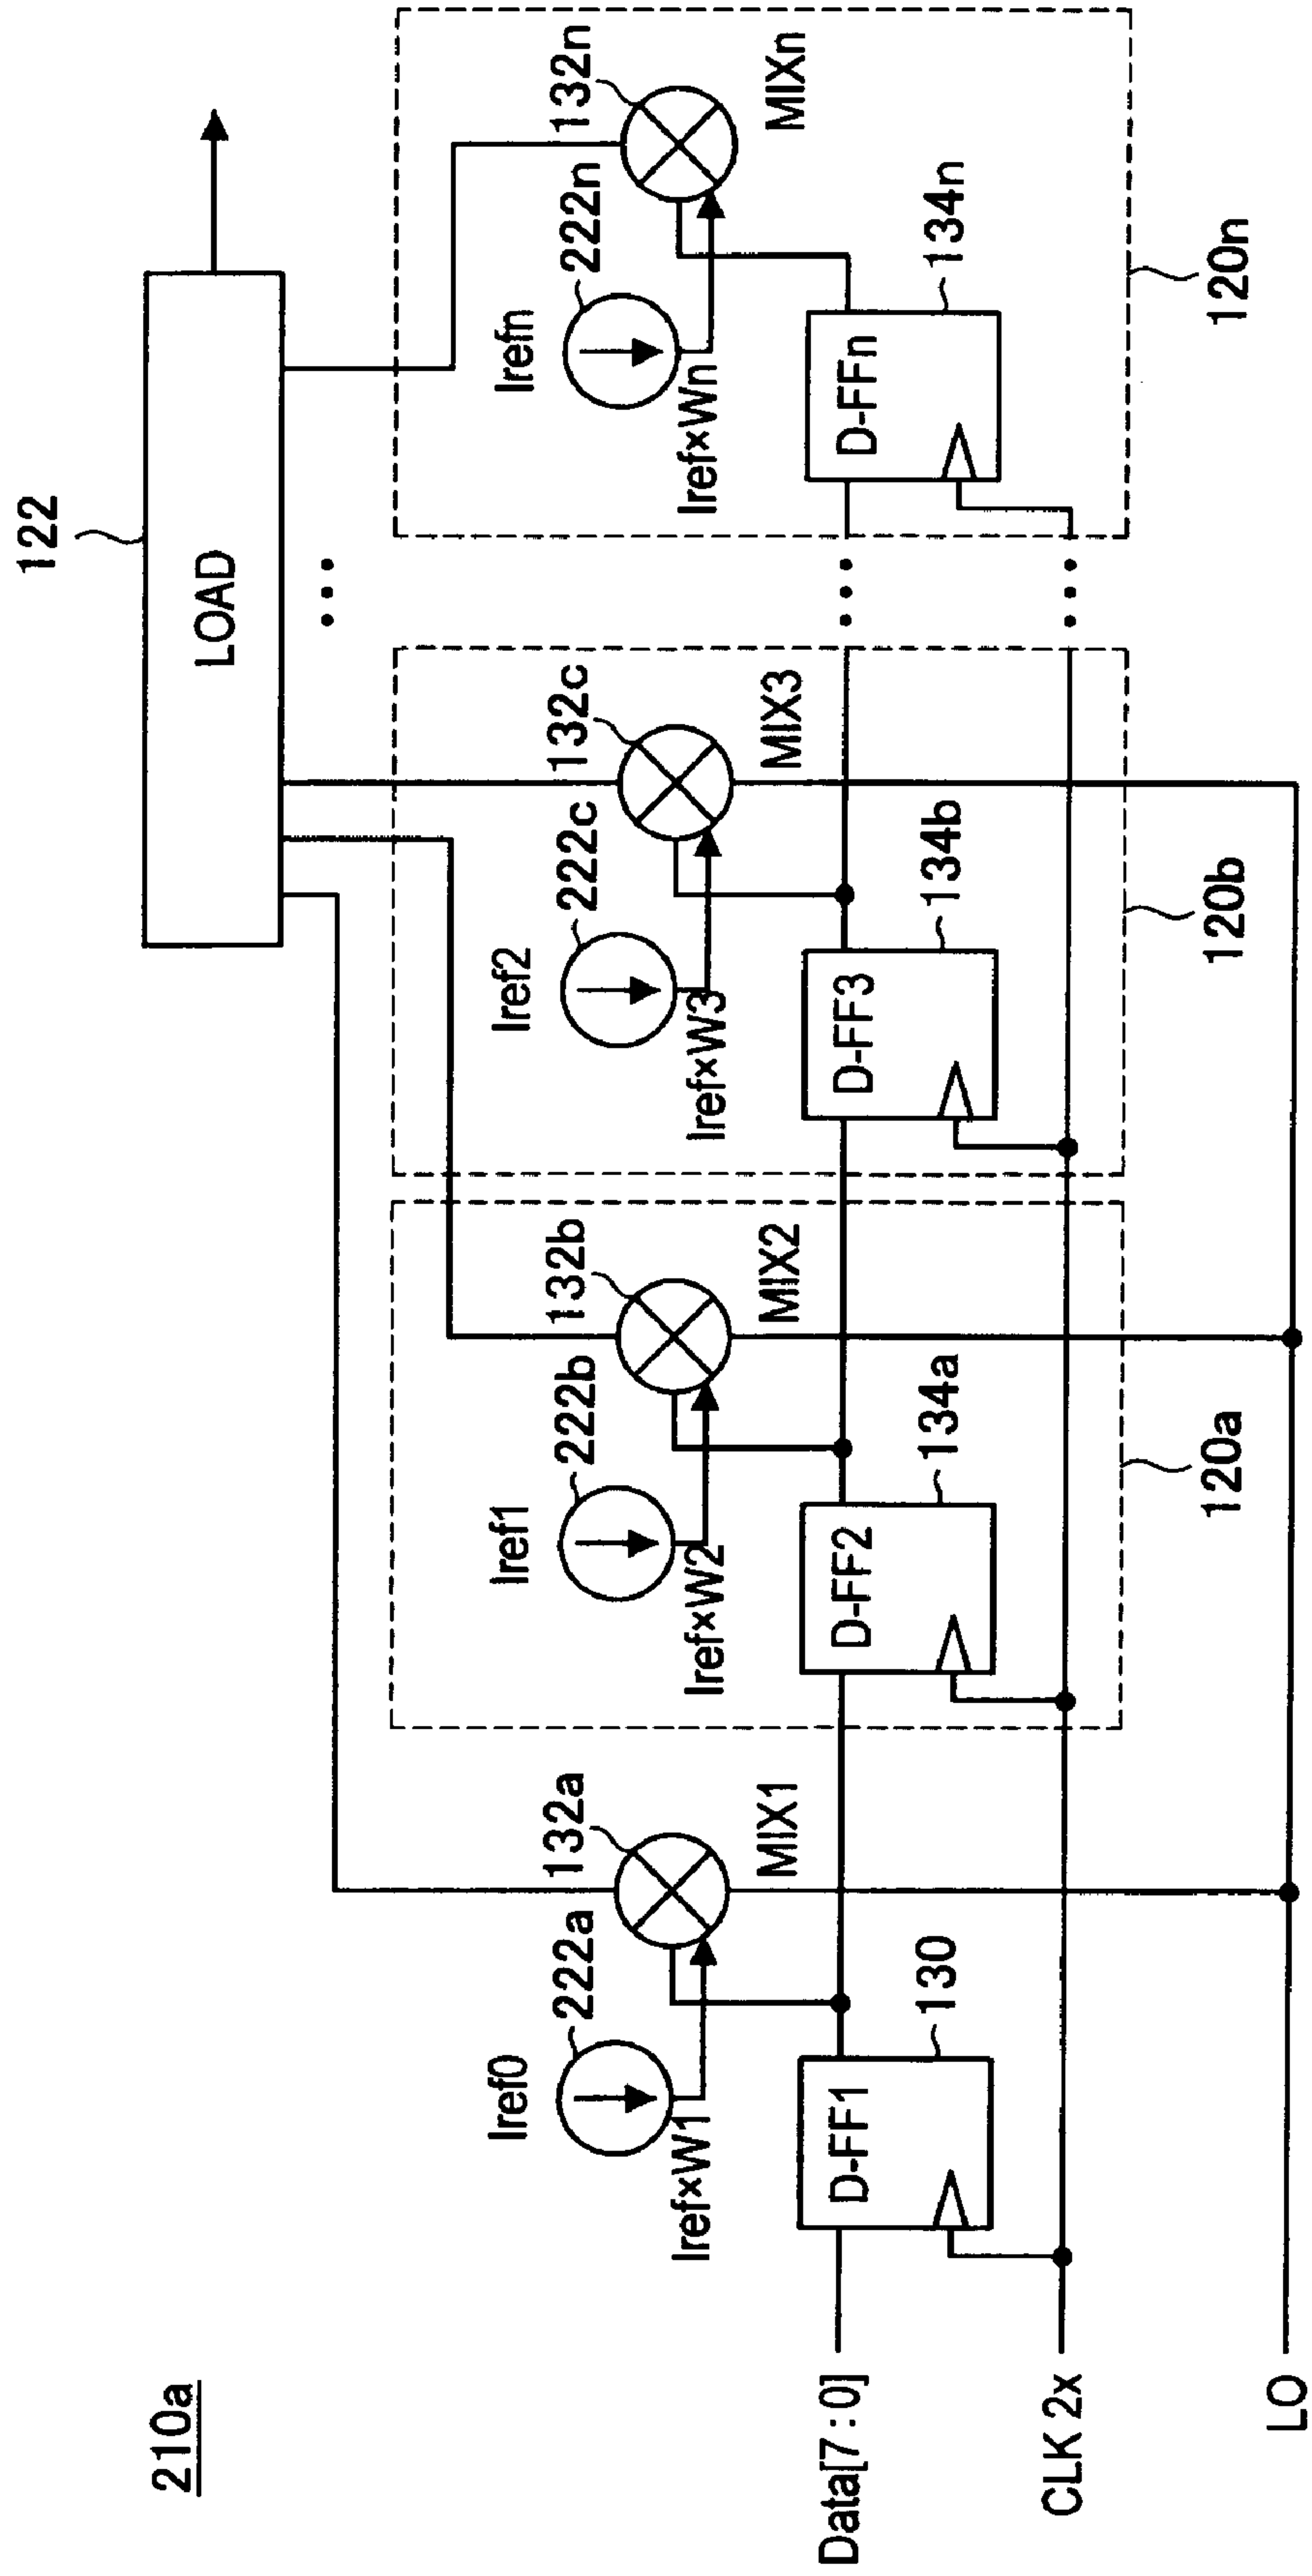 210a
122
LOAD
Iref0
222a
132a
Iref×W1
MIX1
D-FF1
130
Iref1
222b
132b
Iref×W2
MIX2
D-FF2
134a
120a
Iref2
222c
132c
Iref×W3
MIX3
D-FF3
134b
120b
Irefn
222n
132n
Iref×Wn
MIXn
D-FFn
134n
120n
Data[7:0]
CLK 2x
LO